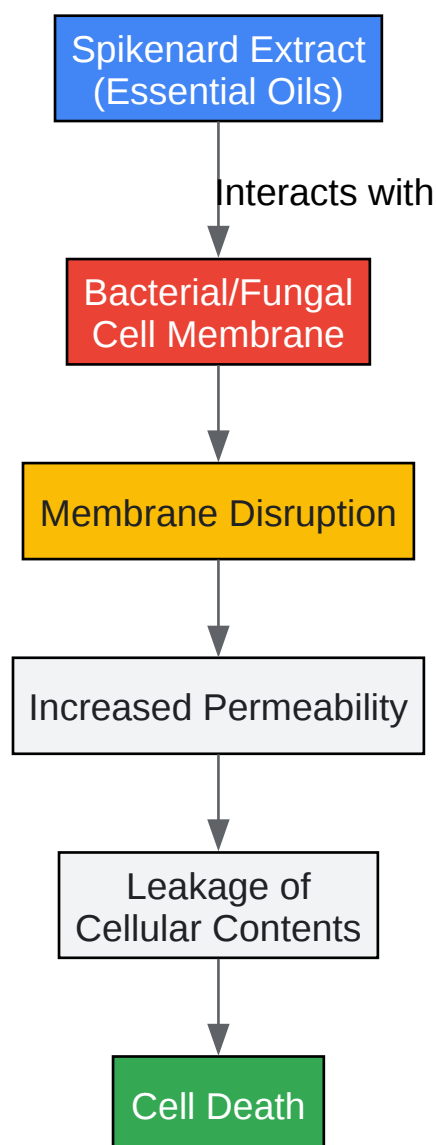 Spikenard Extract
(Essential Oils)
Interacts with
Bacterial/Fungal
Cell Membrane
Membrane Disruption
Increased Permeability
Leakage of
Cellular Contents
Cell Death